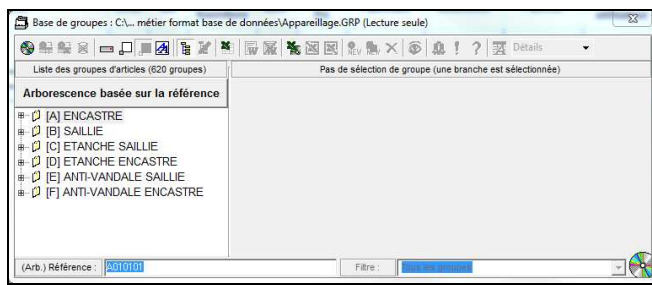 Base de groupes : C:\... métier format base de données\Appareillage.GRP (Lecture seule)
Détails
Liste des groupes d'articles (620 groupes)
Pas de sélection de groupe (une branche est sélectionnée)
Arborescence basée sur la référence
[A] ENCASTRE
[B] SAILLIE
[C] ETANCHE SAILLIE
[D] ETANCHE ENCASTRE
[E] ANTI-VANDALE SAILLIE
[F] ANTI-VANDALE ENCASTRE
(Arb.) Référence : A010101
Filtre : Tous les groupes